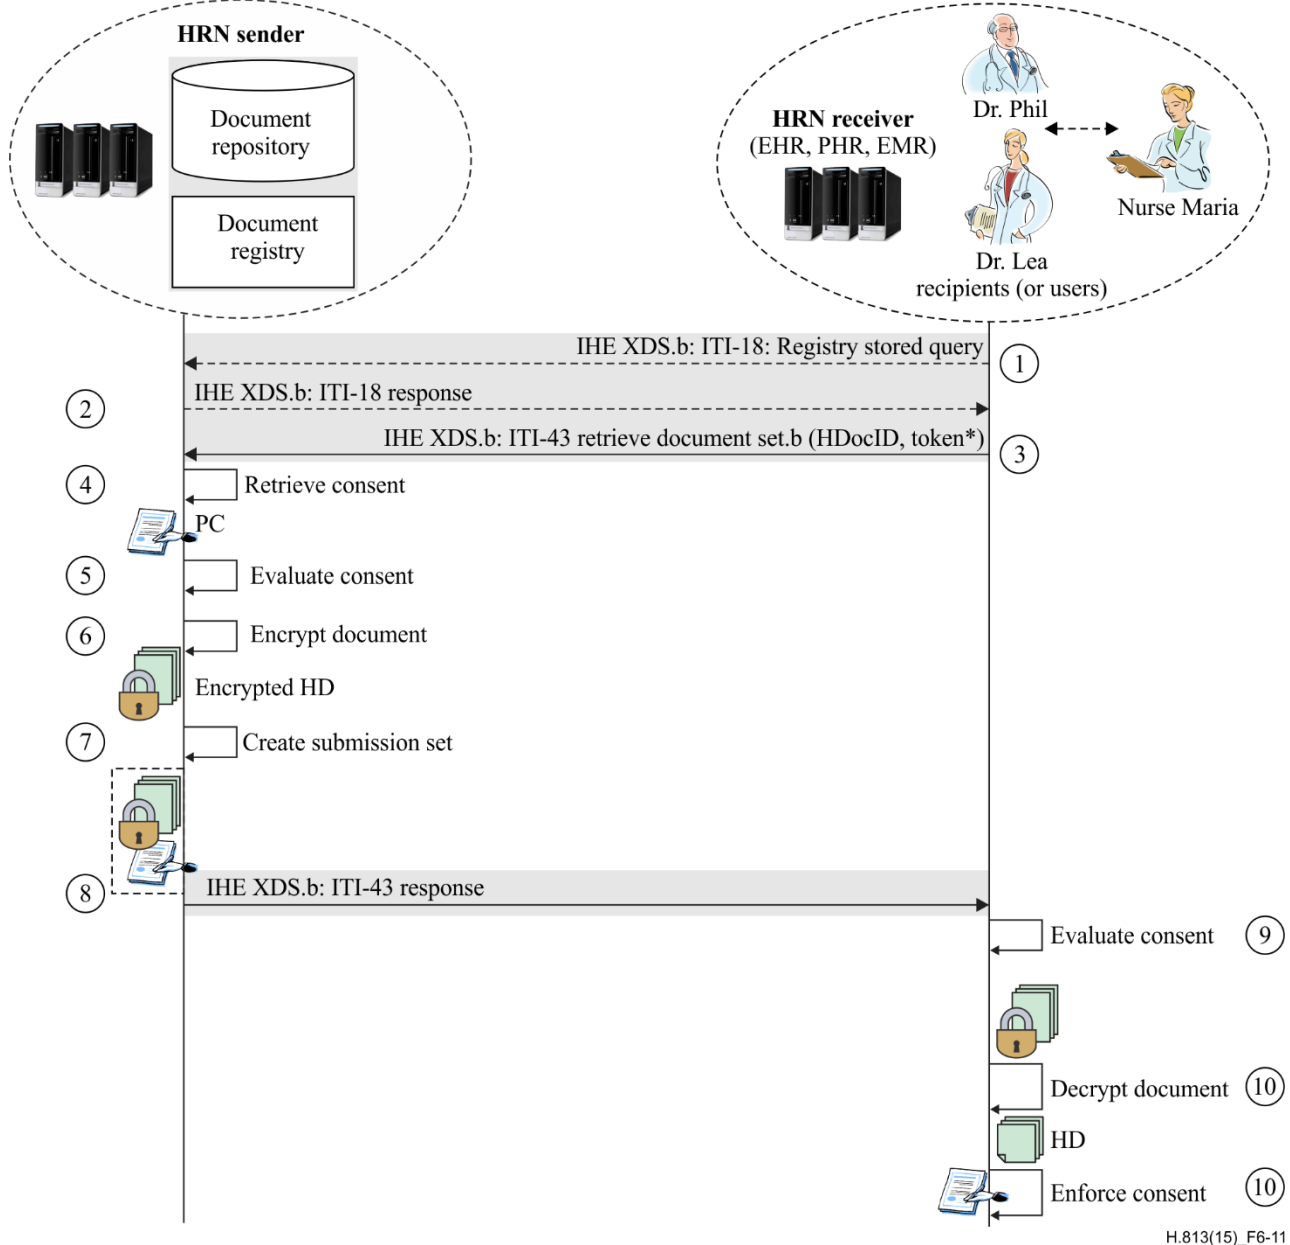 HRN sender
Document
repository
Document
registry
Dr. Phil
HRN receiver
(EHR, PHR, EMR)
Nurse Maria
Dr. Lea
recipients (or users)
IHE XDS.b: ITI-18: Registry stored query
1
IHE XDS.b: ITI-18 response
2
IHE XDS.b: ITI-43 retrieve document set.b (HDocID, token*)
3
4
Retrieve consent
PC
5
Evaluate consent
6
Encrypt document
Encrypted HD
7
Create submission set
8
IHE XDS.b: ITI-43 response
Evaluate consent
9
Decrypt document
10
HD
Enforce consent
10
H.813(15)_F6-11